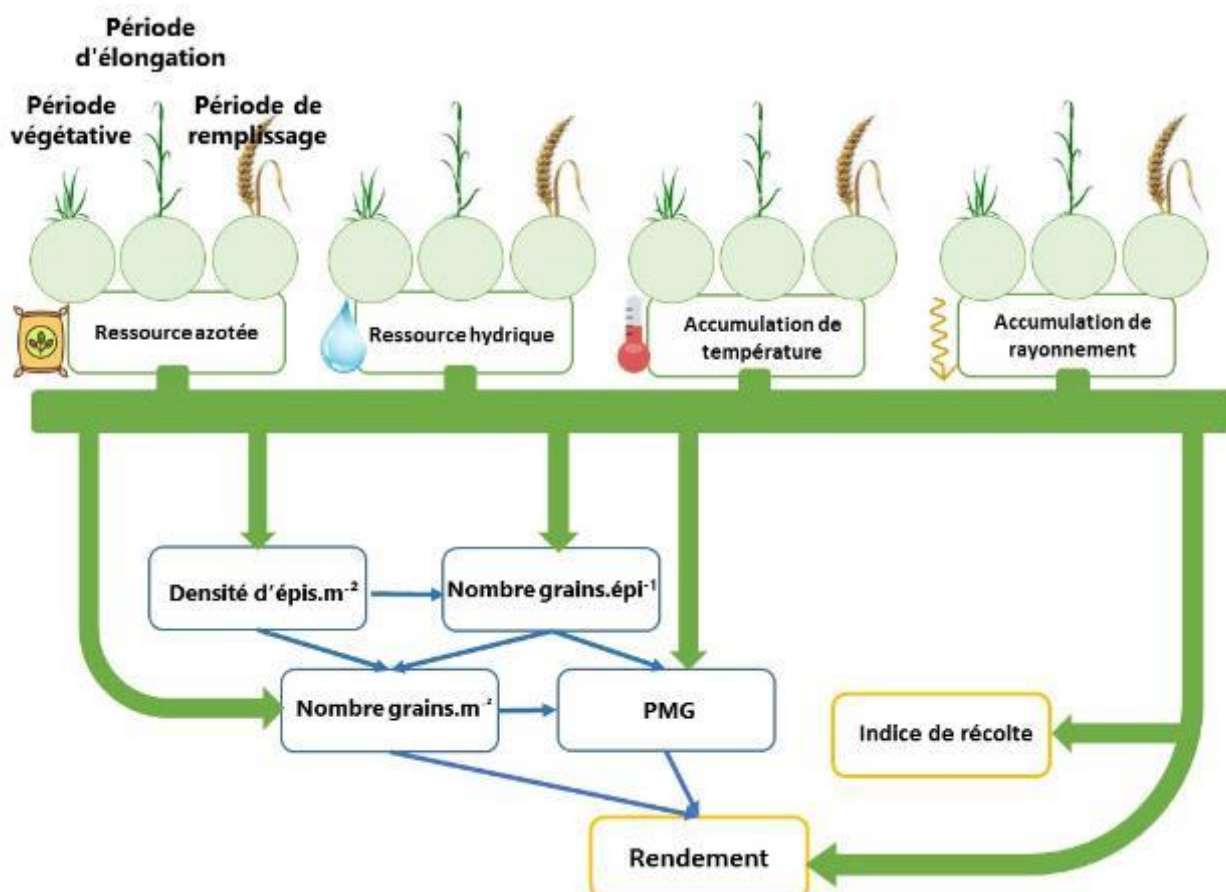 Période
d'élongation
Période
végétative
Période de
remplissage
Ressource azotée
Ressource hydrique
Accumulation de
température
Accumulation de
rayonnement
Densité d'épis.m⁻²
Nombre grains.épi⁻¹
Nombre grains.m⁻²
PMG
Indice de récolte
Rendement